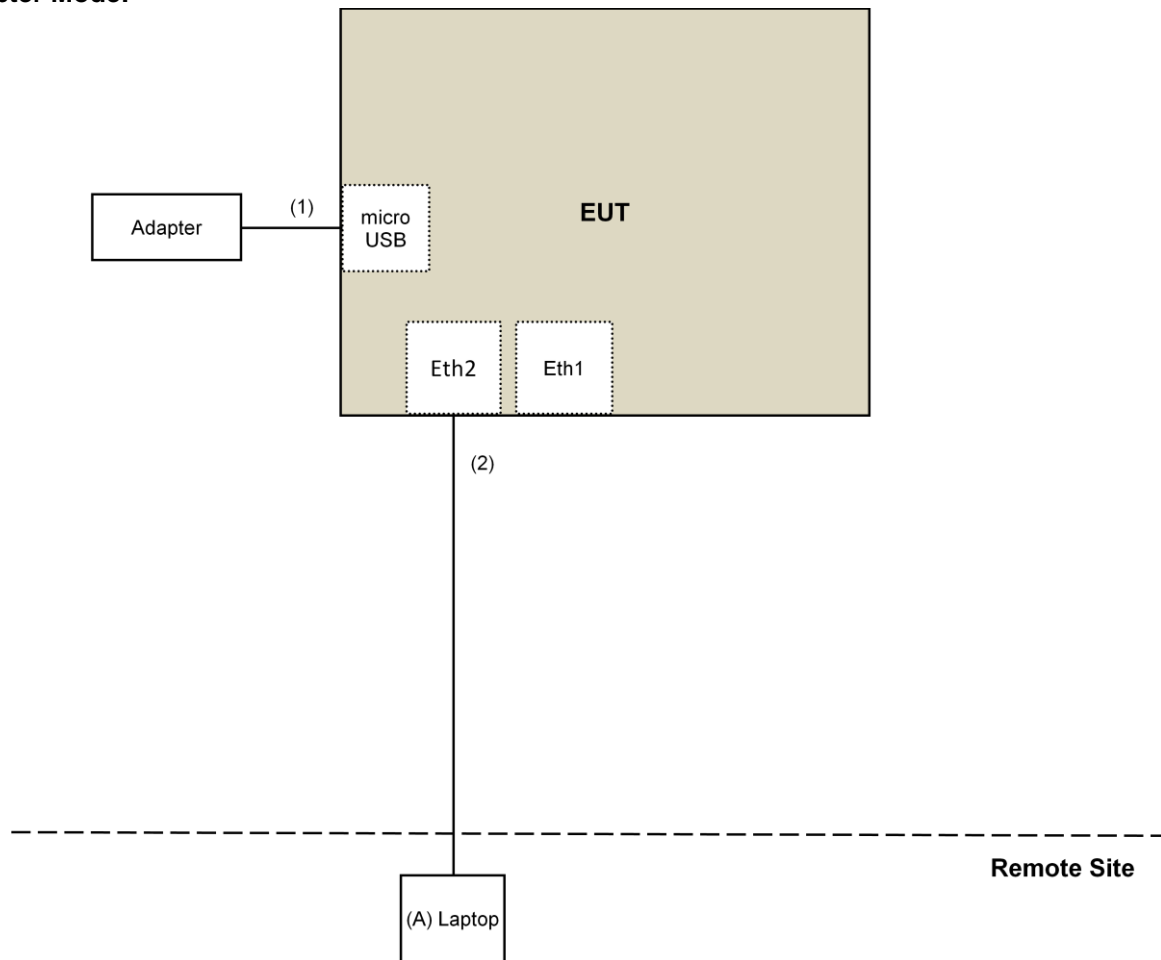 (1)
Adapter
micro
USB
EUT
Eth2
Eth1
(2)
Remote Site
(A) Laptop